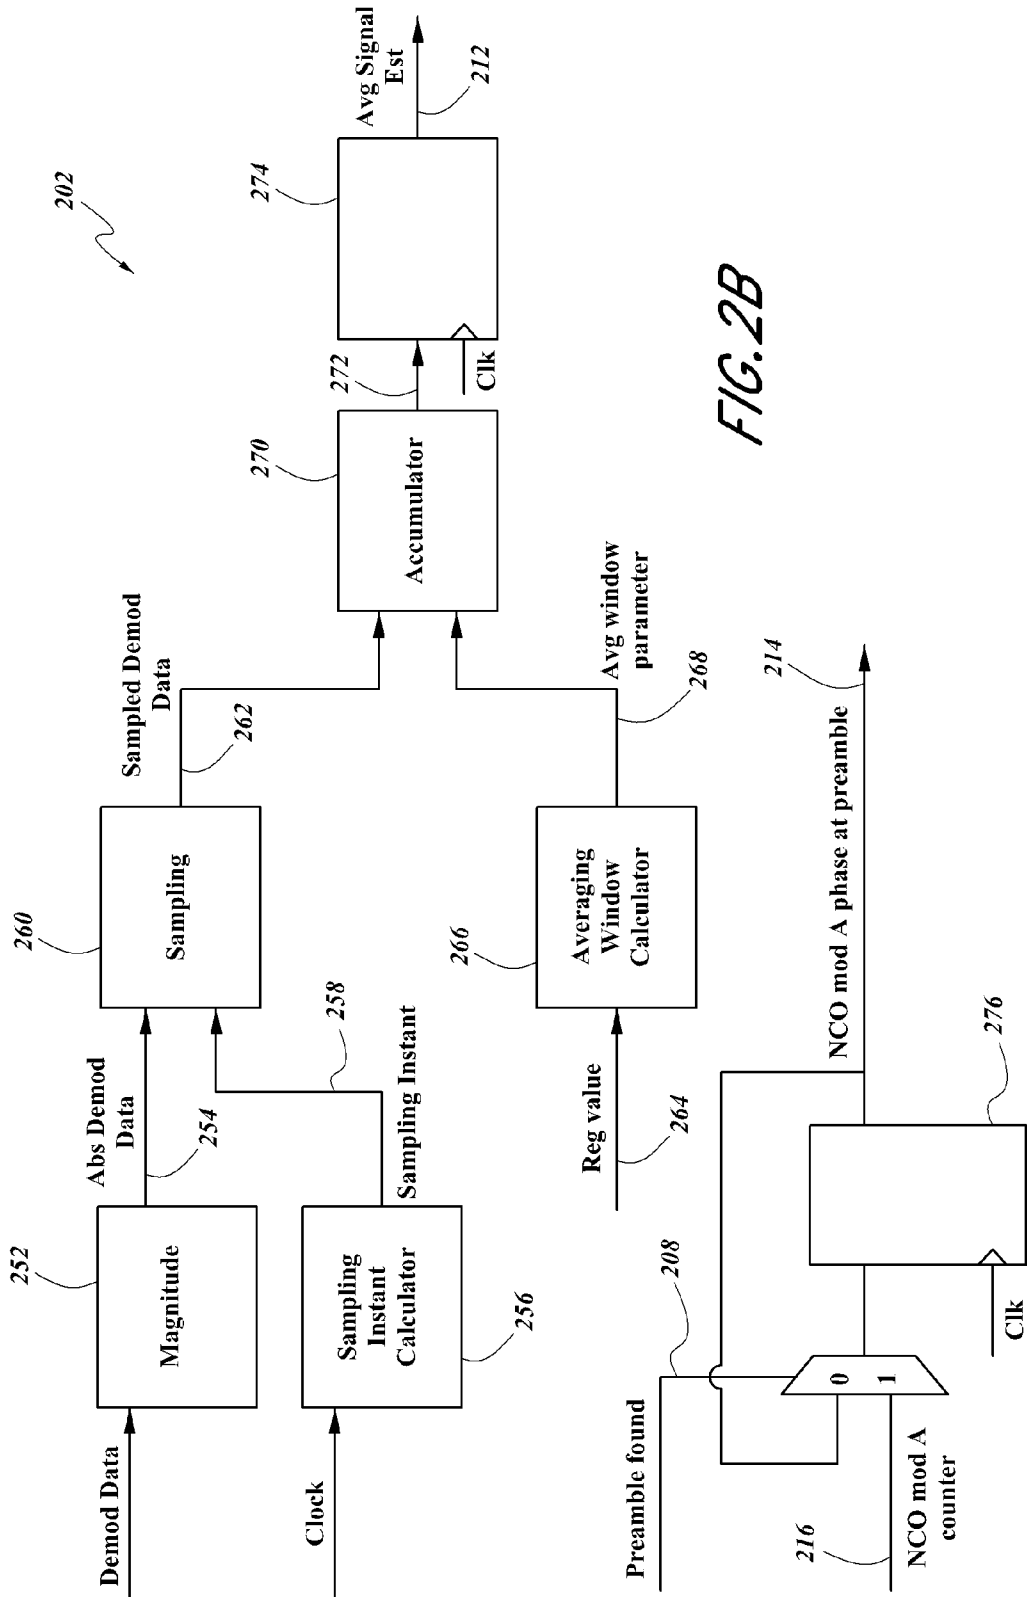 202
Demod Data
252
Magnitude
Abs Demod
Data
254
Clock
Sampling
Instant
Calculator
256
Sampling Instant
258
260
Sampling
Sampled Demod
Data
262
Reg value
264
266
Averaging
Window
Calculator
Avg window
parameter
268
270
Accumulator
272
274
Clk
Avg Signal
Est
212
Preamble found
208
216
NCO mod A
counter
0
1
Clk
276
NCO mod A phase at preamble
214
FIG. 2B